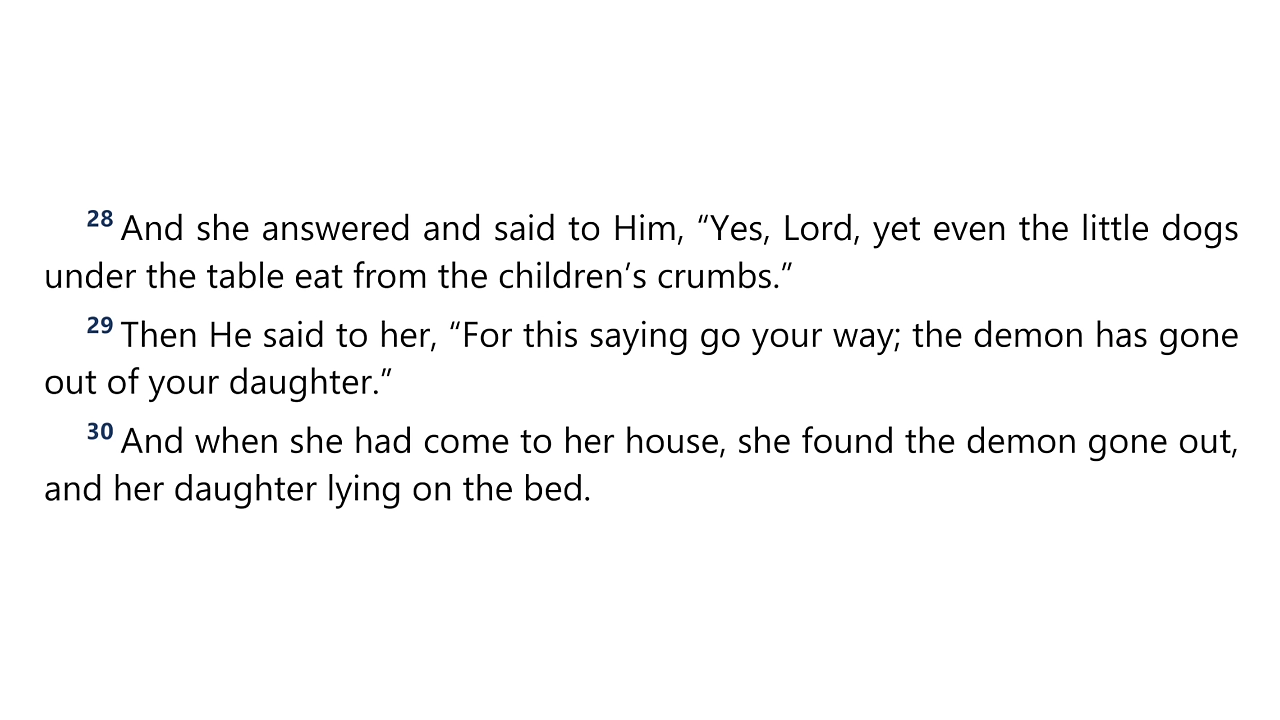 28 And she answered and said to Him, “Yes, Lord, yet even the little dogs
under the table eat from the children’s crumbs.”
29 Then He said to her, “For this saying go your way; the demon has gone
out of your daughter.”
30 And when she had come to her house, she found the demon gone out,
and her daughter lying on the bed.